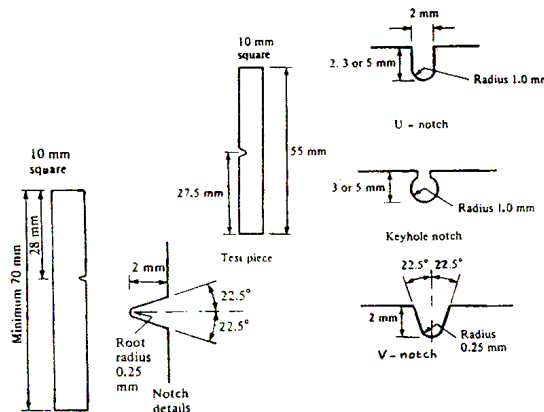 10 mm
square
Minimum 70 mm
28 mm
2 mm
22.5°
22.5°
Root
radius
0.25
mm
Notch
details
10 mm
square
27.5 mm
55 mm
Test piece
2 mm
2, 3 or 5 mm
Radius 1.0 mm
U - notch
3 or 5 mm
Radius 1.0 mm
Keyhole notch
22.5° 22.5°
2 mm
Radius
0.25 mm
V-notch